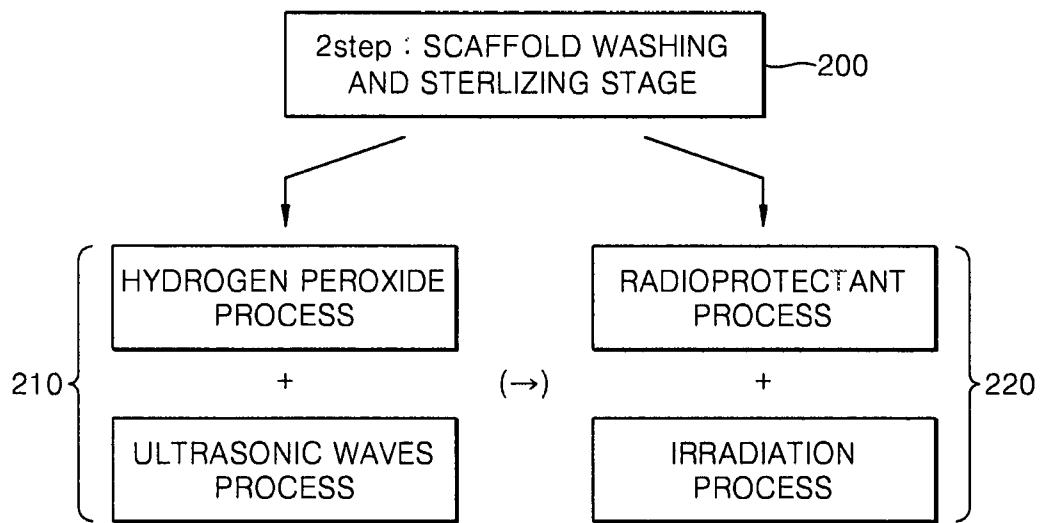 2step : SCAFFOLD WASHING
AND STERLIZING STAGE
200
HYDROGEN PEROXIDE
PROCESS
RADIOPROTECTANT
PROCESS
210
+
(→)
+
220
ULTRASONIC WAVES
PROCESS
IRRADIATION
PROCESS